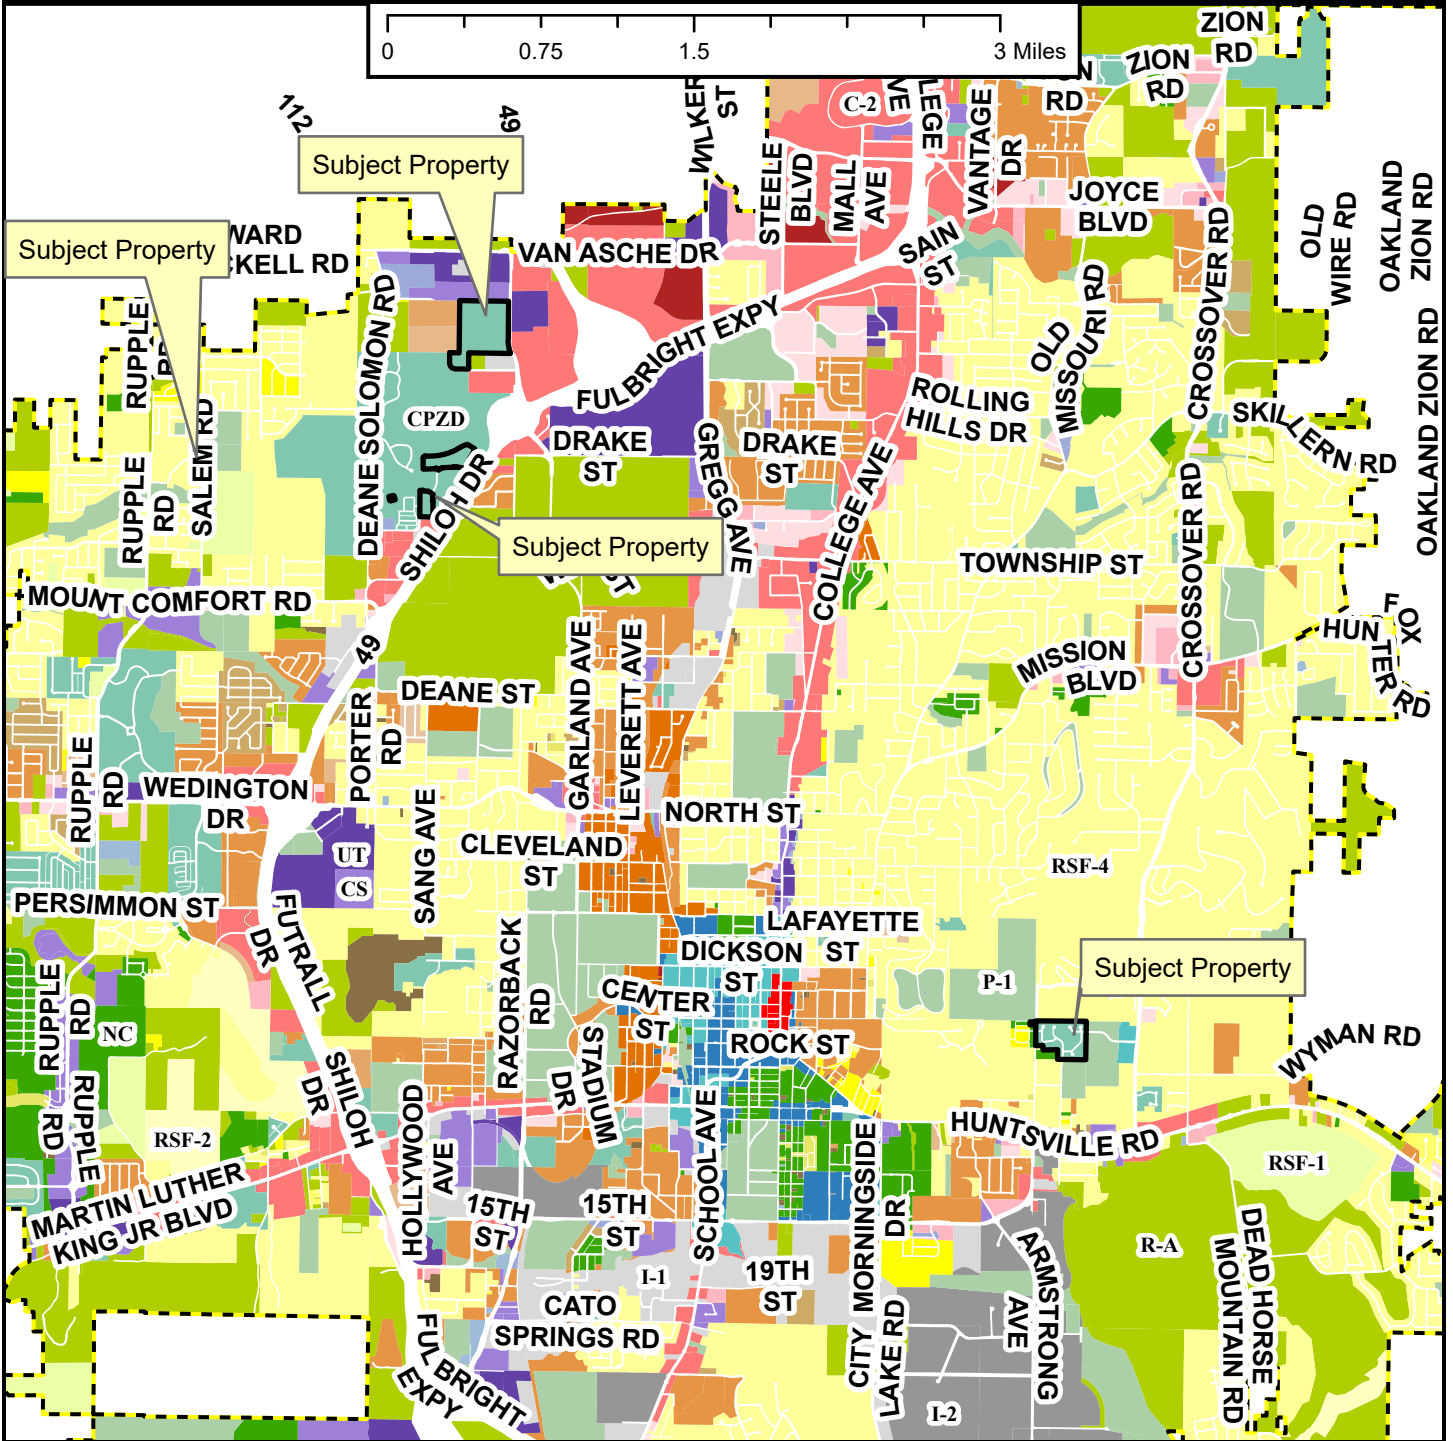 0 0.75 1.5 3 Miles
ZION
RD
ZION
RD
RD
112
49
WILKER
ST
C-2
VANTAGE
DR
Subject Property
STEELE
BLVD
MALL
AVE
JOYCE
BLVD
OLD
WIRE RD
OAKLAND
ZION RD
Subject Property
VAN ASCHE DR
SAIN
ST
CROSSOVER RD
RUPPLE
DEANE SOLOMON RD
FULBRIGHT EXPY
OLD
MISSOURI RD
OAKLAND ZION RD
SALEM RD
CPZD
ROLLING
HILLS DR
SKILLERN RD
DRAKE
ST
GREGG AVE
DRAKE
ST
COLLEGE AVE
RUPPLE
RD
SHILOH DR
CROSSOVER RD
Subject Property
TOWNSHIP ST
MOUNT COMFORT RD
FOX
HUNTER
RD
49
MISSION
BLVD
PORTER
RD
DEANE ST
GARLAND AVE
LEVERETT AVE
RUPPLE
RD
WEDINGTON
DR
SANG AVE
NORTH ST
CLEVELAND
ST
UT
CS
RSF-4
PERSIMMON ST
FUTRALL
DR
RAZORBACK
RD
LAFAYETTE
ST
DICKSON
ST
Subject Property
RUPPLE
RD
NC
CENTER
ST
P-1
ROCK ST
WYMAN RD
STADIUM
DR
SHILOH
DR
RUPPLE
RD
HOLLYWOOD
AVE
SCHOOL AVE
HUNTSVILLE RD
RSF-2
RSF-1
MARTIN LUTHER
KING JR BLVD
15TH
ST
15TH
ST
MORNINGSIDE
DR
R-A
DEAD HORSE
MOUNTAIN RD
I-1
19TH
ST
ARMSTRONG
AVE
CATO
SPRINGS RD
CITY
LAKE RD
FULBRIGHT
EXPY
I-2